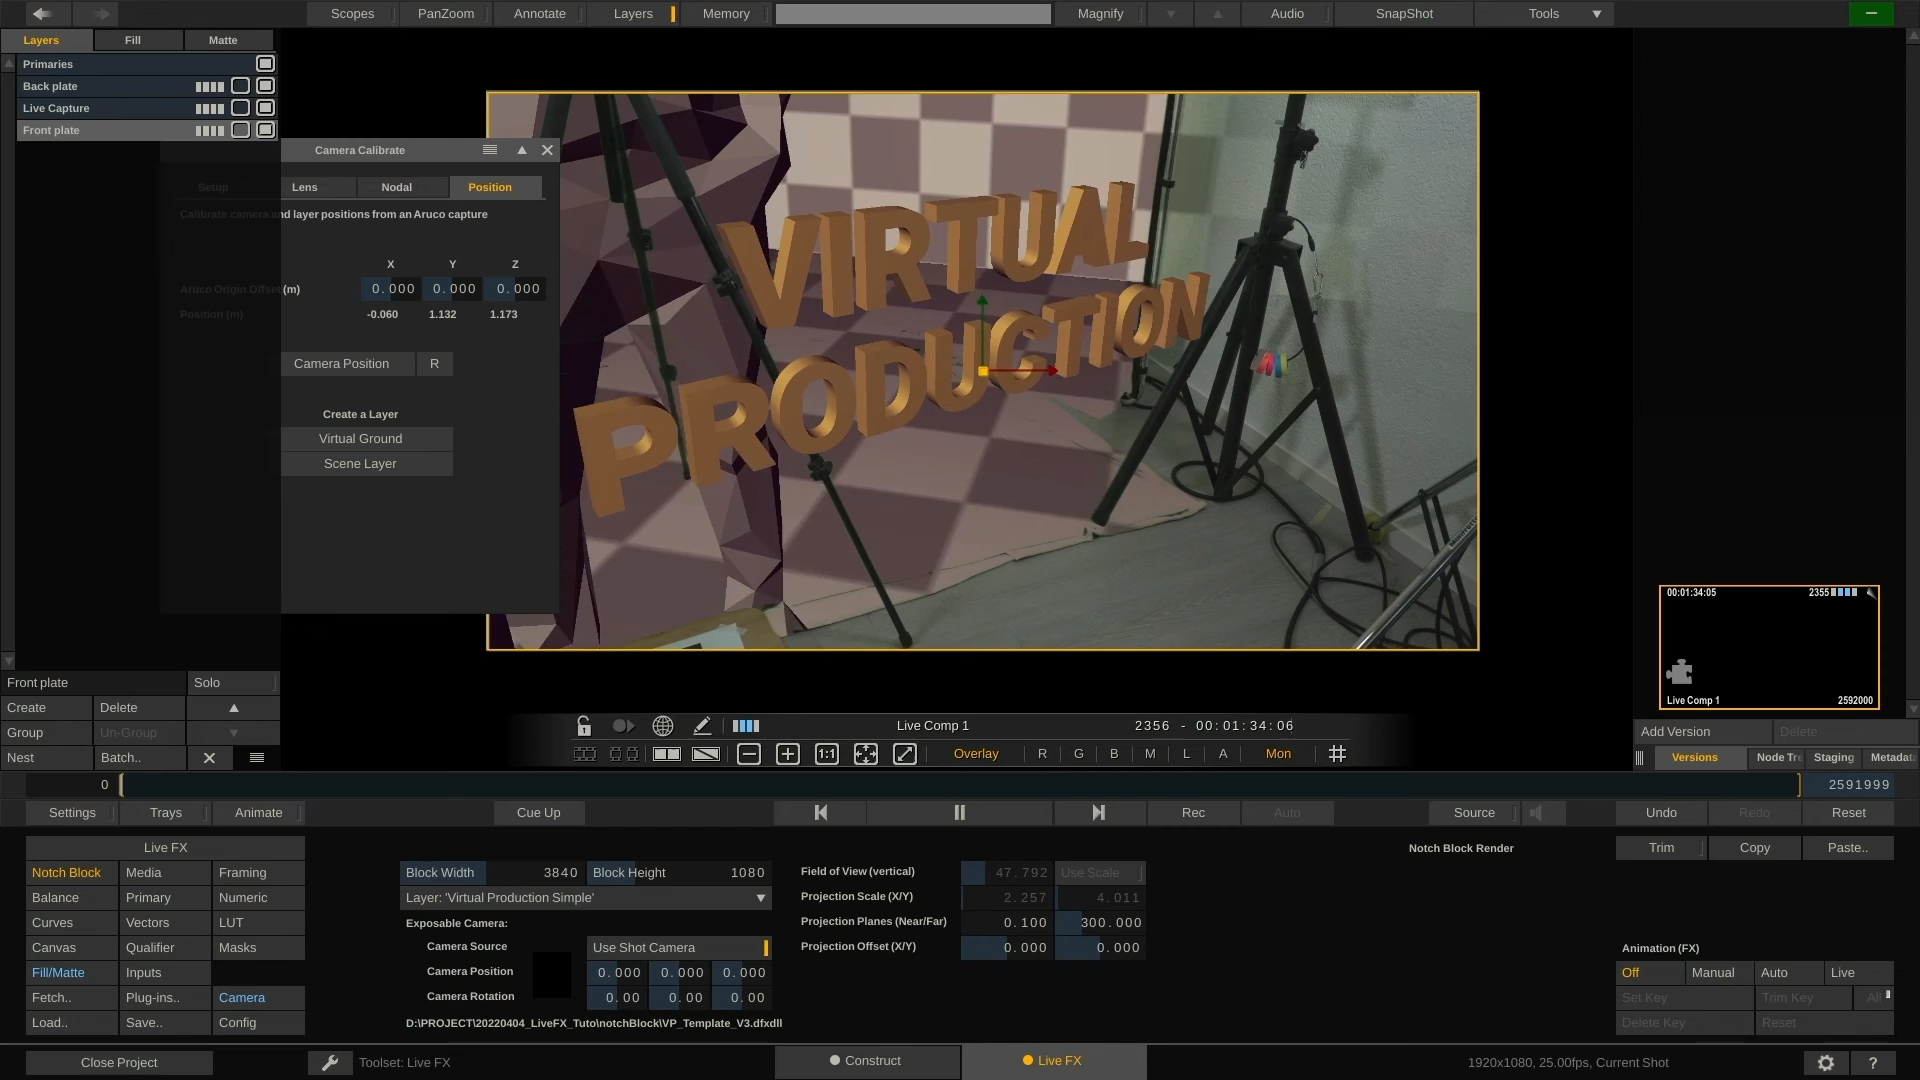 Scopes PanZoom Annotate Layers Memory Magnify Audio SnapShot Tools
Layers Fill Matte
Primaries
Back plate
Live Capture
Front plate
Camera Calibrate
Setup Lens Nodal Position
Calibrate camera and layer positions from an Aruco capture
X Y Z
Aruco Origin Offset (m) 0.000 0.000 0.000
Position (m) -0.060 1.132 1.173
Camera Position R
Create a Layer
Virtual Ground
Scene Layer
VIRTUAL
PRODUCTION
00:01:34:05 2355
Live Comp 1 2592000
Front plate Solo
Create Delete
Group Un-Group
Nest Batch..
Live Comp 1 2356 - 00:01:34:06
1:1 Overlay R G B M L A Mon
Add Version Delete
Versions Node Tre Staging Metadat
0 2591999
Settings Trays Animate Cue Up Rec Auto Source Undo Redo Reset
Live FX Notch Block Render Trim Copy Paste..
Notch Block Media Framing
Balance Primary Numeric
Curves Vectors LUT
Canvas Qualifier Masks
Fill/Matte Inputs
Fetch.. Plug-ins.. Camera
Load.. Save.. Config
Block Width 3840 Block Height 1080
Layer: 'Virtual Production Simple'
Exposable Camera:
Camera Source Use Shot Camera
Camera Position 0.000 0.000 0.000
Camera Rotation 0.00 0.00 0.00
D:\PROJECT\20220404_LiveFX_Tuto\notchBlock\VP_Template_V3.dfxdll
Field of View (vertical) 47.792 Use Scale
Projection Scale (X/Y) 2.257 4.011
Projection Planes (Near/Far) 0.100 300.000
Projection Offset (X/Y) 0.000 0.000
Animation (FX)
Off Manual Auto Live
Set Key Trim Key All
Delete Key Reset
Close Project Toolset: Live FX Construct Live FX 1920x1080, 25.00fps, Current Shot ?